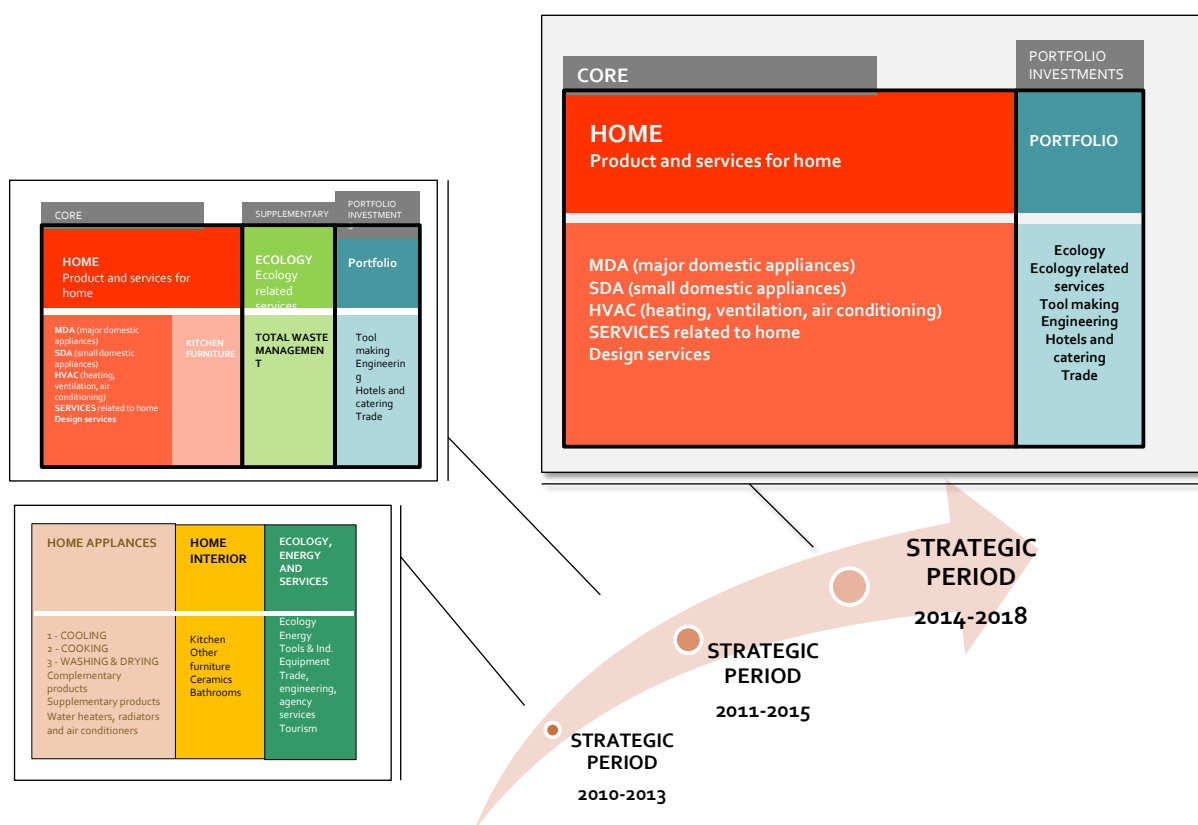 CORE
PORTFOLIO
INVESTMENTS
HOME
Product and services for home
PORTFOLIO
MDA (major domestic appliances)
SDA (small domestic appliances)
HVAC (heating, ventilation, air conditioning)
SERVICES related to home
Design services
Ecology
Ecology related
services
Tool making
Engineering
Hotels and
catering
Trade
CORE
SUPPLEMENTARY
PORTFOLIO
INVESTMENT
S
HOME
Product and services for
home
ECOLOGY
Ecology
related
services
Portfolio
MDA (major domestic
appliances)
SDA (small domestic
appliances)
HVAC (heating,
ventilation, air
conditioning)
SERVICES related to home
Design services
KITCHEN
FURNITURE
TOTAL WASTE
MANAGEMEN
T
Tool
making
Engineerin
g
Hotels and
catering
Trade
HOME APPLANCES
HOME
INTERIOR
ECOLOGY,
ENERGY
AND
SERVICES
1 - COOLING
2 - COOKING
3 - WASHING & DRYING
Complementary
products
Supplementary products
Water heaters, radiators
and air conditioners
Kitchen
Other
furniture
Ceramics
Bathrooms
Ecology
Energy
Tools & Ind.
Equipment
Trade,
engineering,
agency
services
Tourism
STRATEGIC
PERIOD
2014-2018
STRATEGIC
PERIOD
2011-2015
STRATEGIC
PERIOD
2010-2013